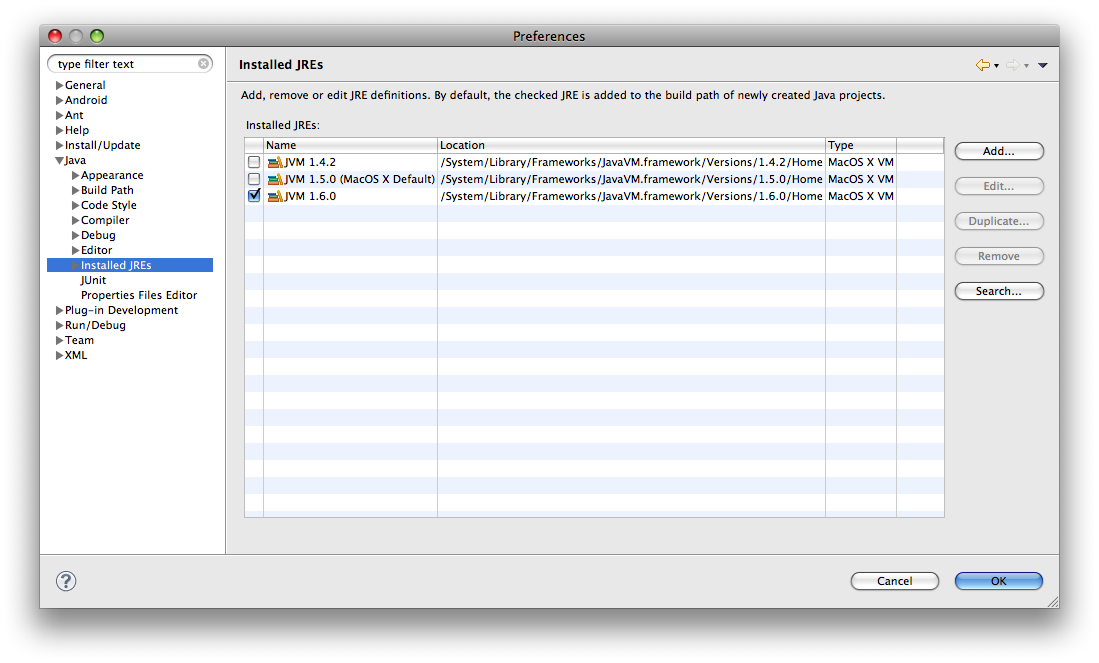 Preferences
type filter text
General
Android
Ant
Help
Install/Update
Java
Appearance
Build Path
Code Style
Compiler
Debug
Editor
Installed JREs
JUnit
Properties Files Editor
Plug-in Development
Run/Debug
Team
XML
Installed JREs
Add, remove or edit JRE definitions. By default, the checked JRE is added to the build path of newly created Java projects.
Installed JREs:
Name Location Type
JVM 1.4.2 /System/Library/Frameworks/JavaVM.framework/Versions/1.4.2/Home MacOS X VM
JVM 1.5.0 (MacOS X Default) /System/Library/Frameworks/JavaVM.framework/Versions/1.5.0/Home MacOS X VM
JVM 1.6.0 /System/Library/Frameworks/JavaVM.framework/Versions/1.6.0/Home MacOS X VM
Add...
Edit...
Duplicate...
Remove
Search...
?
Cancel
OK